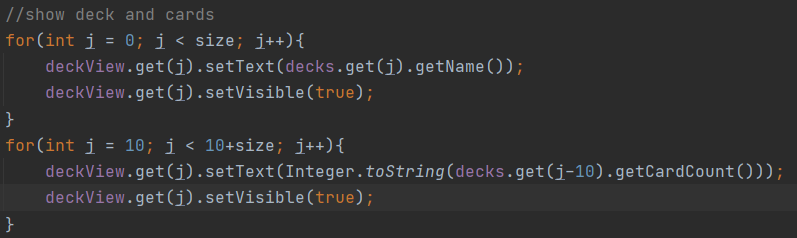 //show deck and cards
for(int j = 0; j < size; j++){
    deckView.get(j).setText(decks.get(j).getName());
    deckView.get(j).setVisible(true);
}
for(int j = 10; j < 10+size; j++){
    deckView.get(j).setText(Integer.toString(decks.get(j-10).getCardCount()));
    deckView.get(j).setVisible(true);
}